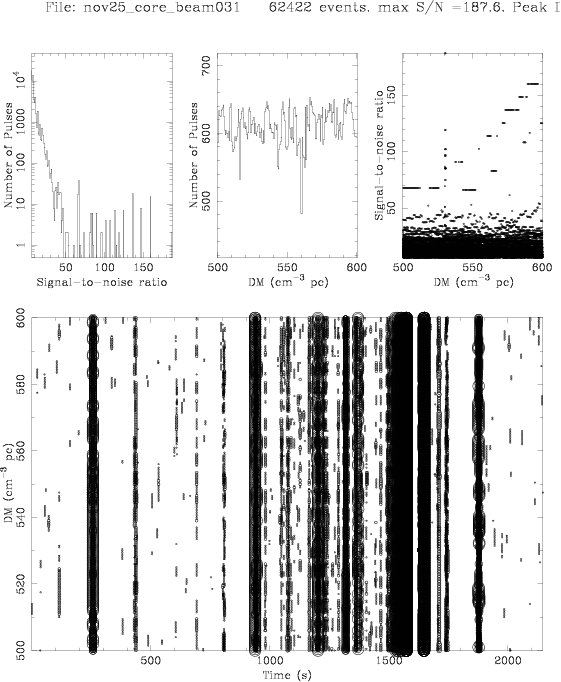 File: nov25_core_beam031 62422 events. max S/N =187.6. Peak
Number of Pulses
1 10 100 1000 10^4
50 100 150
Signal-to-noise ratio
Number of Pulses
500 600 700
500 550 600
DM (cm^-3 pc)
Signal-to-noise ratio
50 100 150
500 550 600
DM (cm^-3 pc)
DM (cm^-3 pc)
500 520 540 560 580 600
500 1000 1500 2000
Time (s)